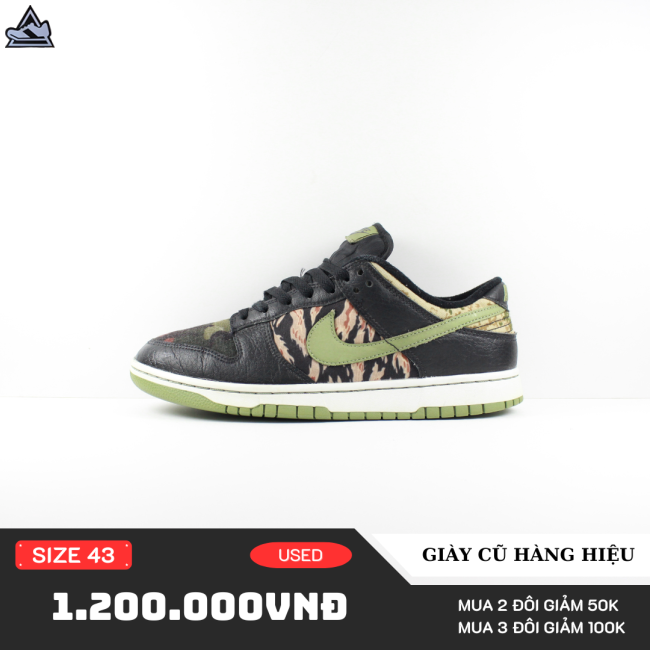 SIZE 43
USED
GIÀY CŨ HÀNG HIỆU
1.200.000VNĐ
MUA 2 ĐÔI GIẢM 50K
MUA 3 ĐÔI GIẢM 100K